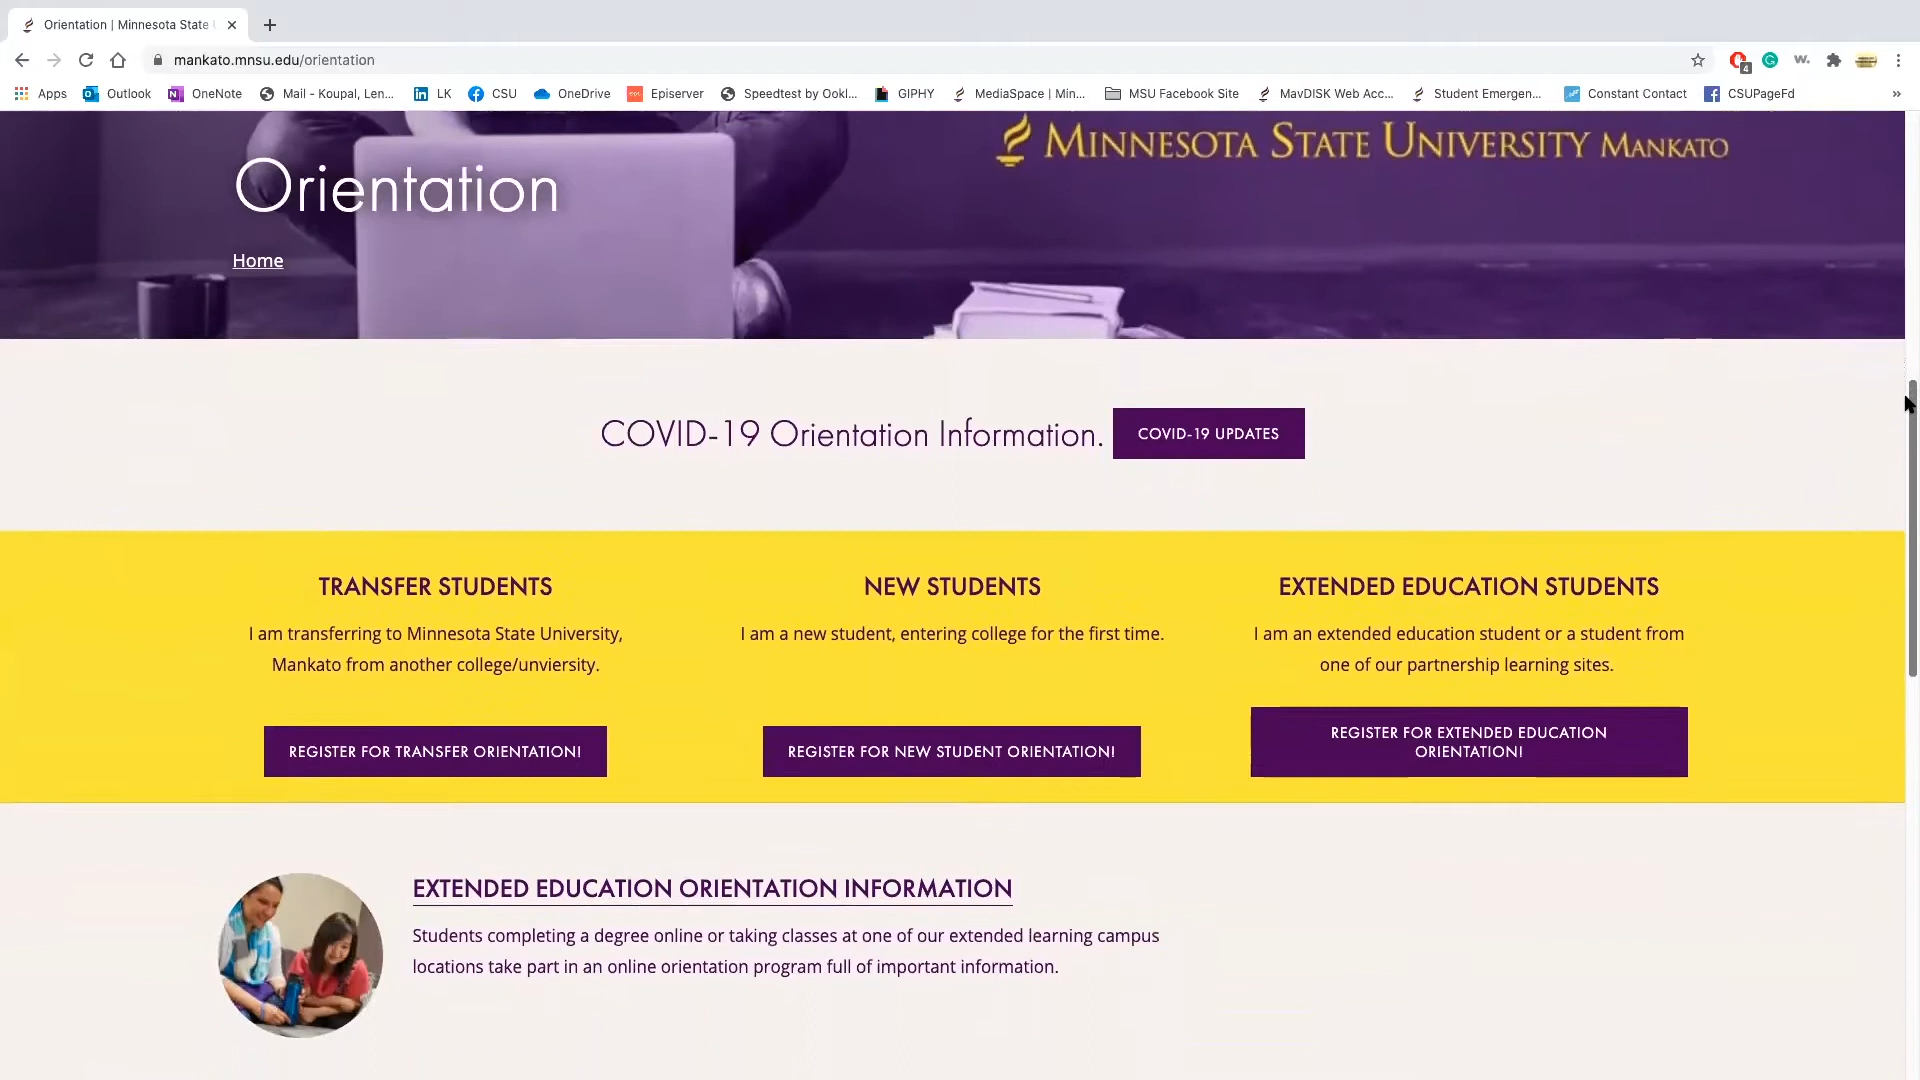 Orientation | Minnesota State
mankato.mnsu.edu/orientation
4
Apps Outlook OneNote Mail - Koupal, Len... LK CSU OneDrive Episerver Speedtest by Ookl... GIPHY MediaSpace | Min... MSU Facebook Site MavDISK Web Acc... Student Emergen... Constant Contact CSUPageFd »
MINNESOTA STATE UNIVERSITY MANKATO
Orientation
Home
COVID-19 Orientation Information. COVID-19 UPDATES
TRANSFER STUDENTS
I am transferring to Minnesota State University,
Mankato from another college/unviersity.
REGISTER FOR TRANSFER ORIENTATION!
NEW STUDENTS
I am a new student, entering college for the first time.
REGISTER FOR NEW STUDENT ORIENTATION!
EXTENDED EDUCATION STUDENTS
I am an extended education student or a student from
one of our partnership learning sites.
REGISTER FOR EXTENDED EDUCATION
ORIENTATION!
EXTENDED EDUCATION ORIENTATION INFORMATION
Students completing a degree online or taking classes at one of our extended learning campus
locations take part in an online orientation program full of important information.